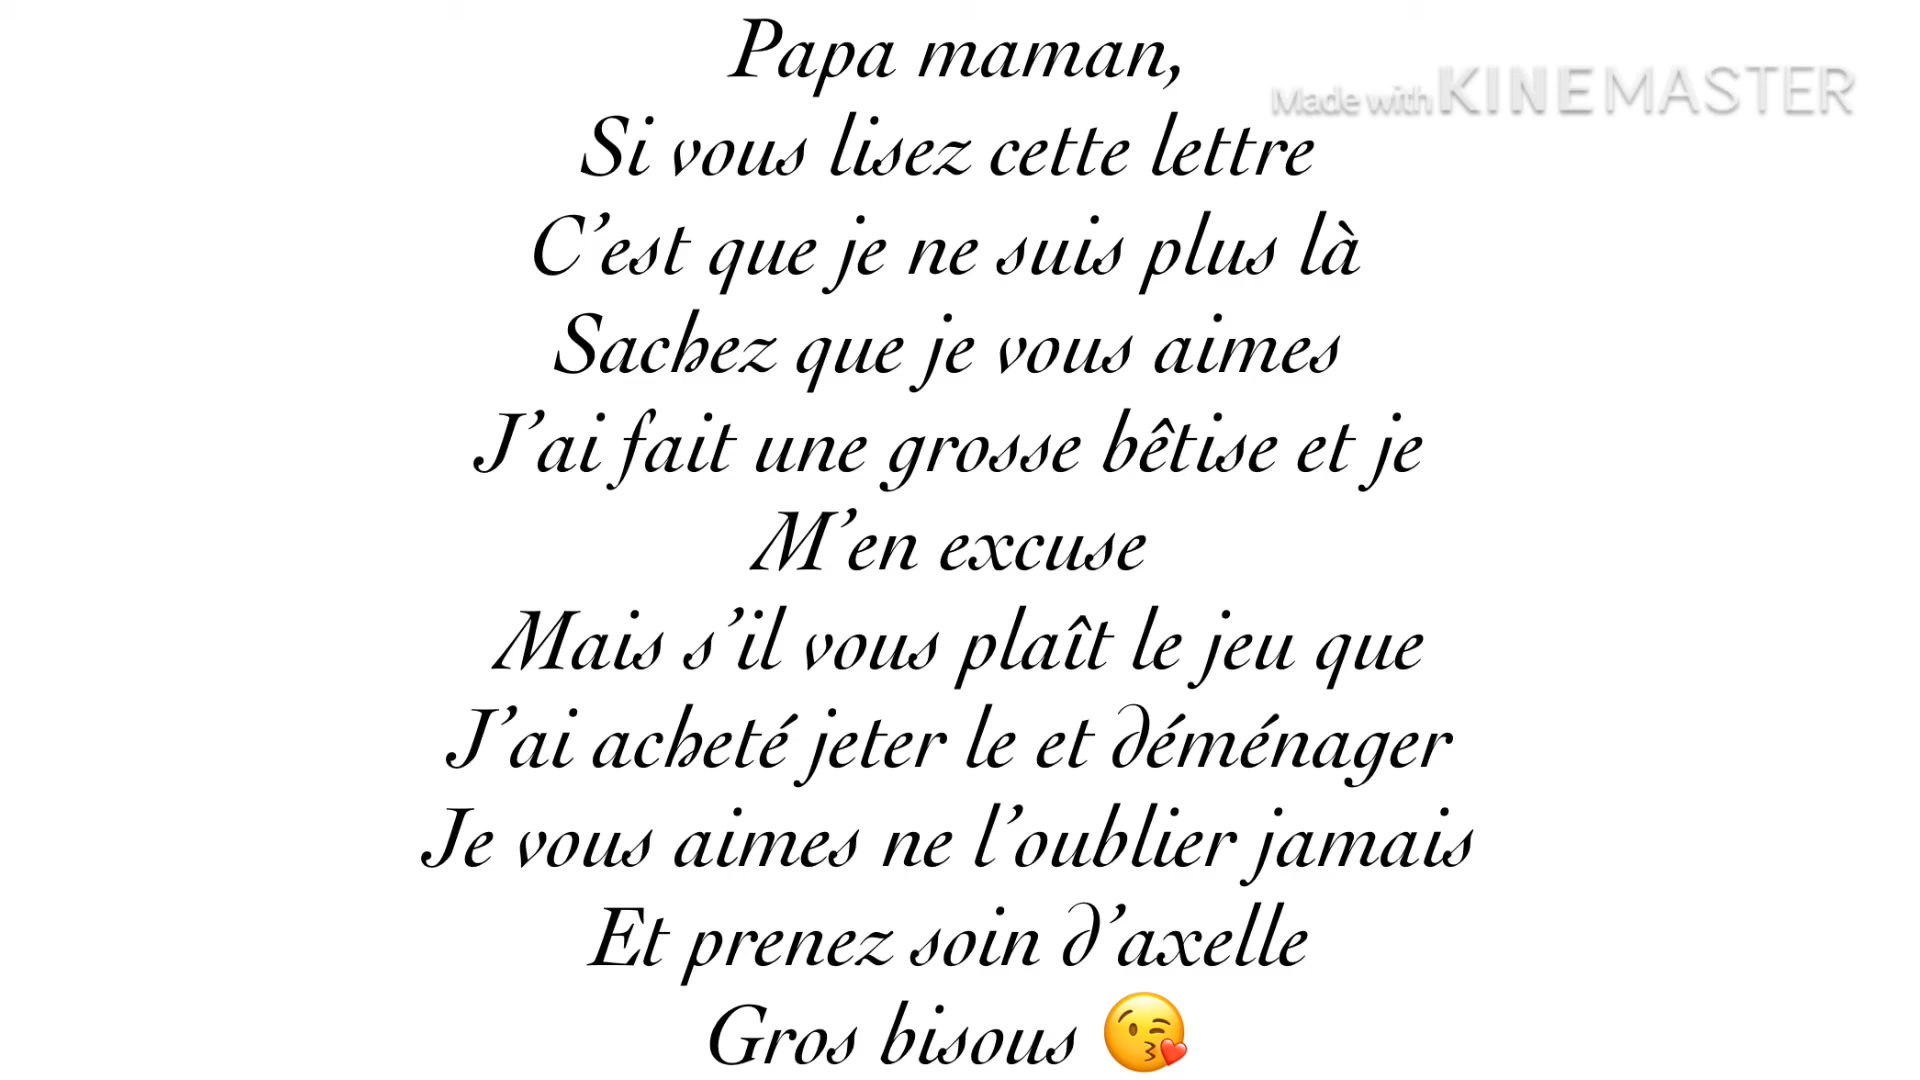 Papa maman,
Made with KINEMASTER
Si vous lisez cette lettre
C’est que je ne suis plus là
Sachez que je vous aimes
J’ai fait une grosse bêtise et je
M’en excuse
Mais s’il vous plaît le jeu que
J’ai acheté jeter le et déménager
Je vous aimes ne l’oublier jamais
Et prenez soin d’axelle
Gros bisous 😘